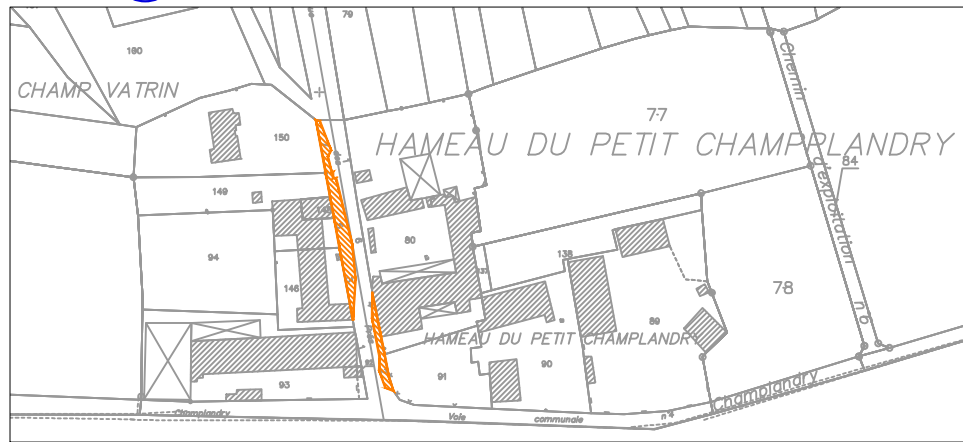 79
160
CHAMP VATRIN
150
77
HAMEAU DU PETIT CHAMPLANDRY
Chemin d'exploitation n 6
84
149
80
94
138
146
78
HAMEAU DU PETIT CHAMPLANDRY
89
90
91
93
Champlandry
Champlandry
Voie communale n 4